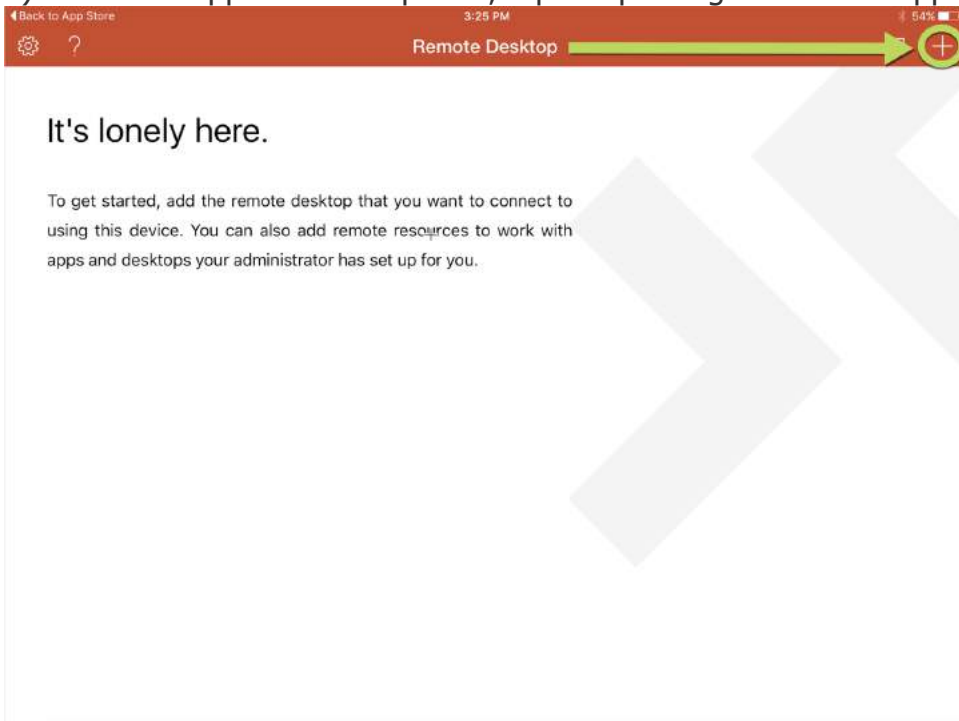 Back to App Store
3:25 PM
54%
?
Remote Desktop
It's lonely here.
To get started, add the remote desktop that you want to connect to
using this device. You can also add remote resources to work with
apps and desktops your administrator has set up for you.